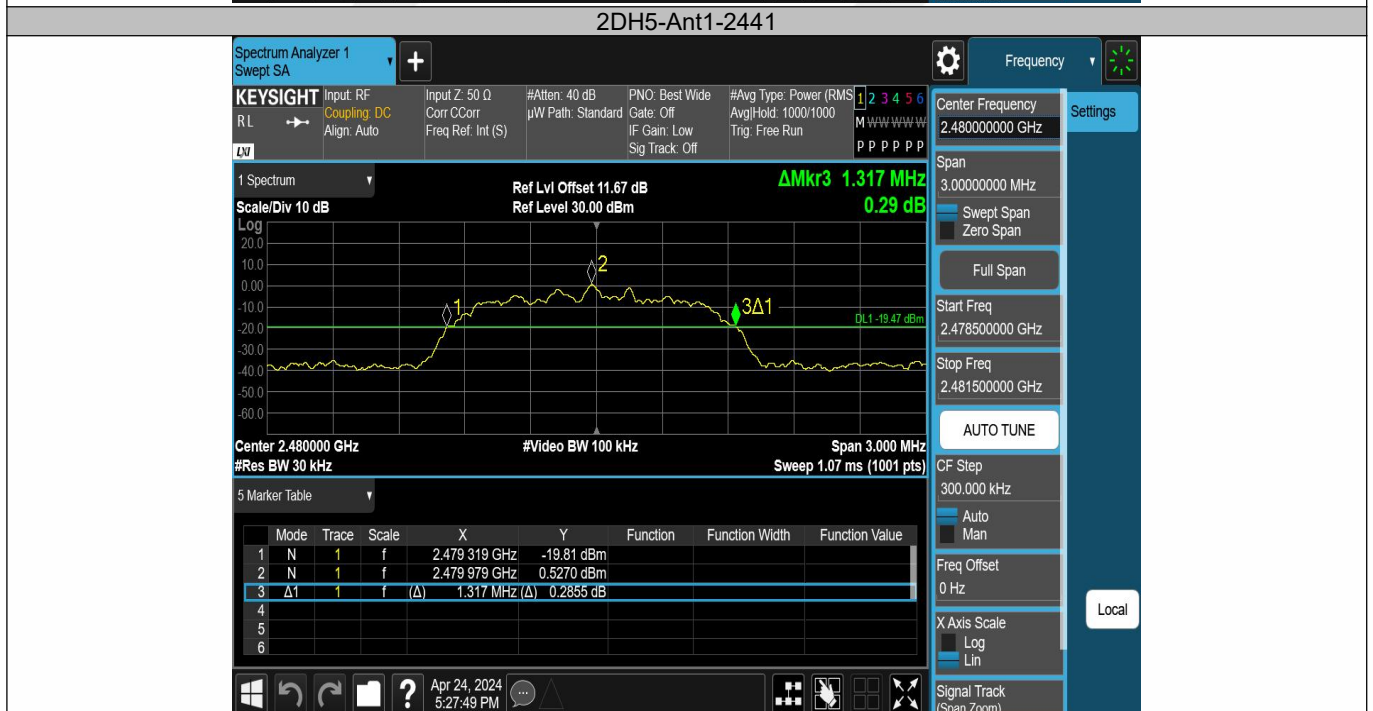 2DH5-Ant1-2441
Spectrum Analyzer 1
Swept SA
+
Frequency
KEYSIGHT
RL
LXI
Input: RF
Coupling: DC
Align: Auto
Input Z: 50 Ω
Corr CCorr
Freq Ref: Int (S)
#Atten: 40 dB
µW Path: Standard
PNO: Best Wide
Gate: Off
IF Gain: Low
Sig Track: Off
#Avg Type: Power (RMS
Avg|Hold: 1000/1000
Trig: Free Run
1 2 3 4 5 6
M W W W W W
P P P P P P
Center Frequency
2.480000000 GHz
Settings
Span
3.00000000 MHz
Swept Span
Zero Span
Full Span
Start Freq
2.478500000 GHz
Stop Freq
2.481500000 GHz
AUTO TUNE
CF Step
300.000 kHz
Auto
Man
Freq Offset
0 Hz
X Axis Scale
Log
Lin
Signal Track
(Span Zoom)
Local
1 Spectrum
Scale/Div 10 dB
Ref Lvl Offset 11.67 dB
Ref Level 30.00 dBm
ΔMkr3 1.317 MHz
0.29 dB
Log
20.0
10.0
0.00
-10.0
-20.0
-30.0
-40.0
-50.0
-60.0
1
2
3Δ1
DL1 -19.47 dBm
Center 2.480000 GHz
#Video BW 100 kHz
Span 3.000 MHz
#Res BW 30 kHz
Sweep 1.07 ms (1001 pts)
5 Marker Table
Mode Trace Scale X Y Function Function Width Function Value
1 N 1 f 2.479 319 GHz -19.81 dBm
2 N 1 f 2.479 979 GHz 0.5270 dBm
3 Δ1 1 f (Δ) 1.317 MHz (Δ) 0.2855 dB
4
5
6
?
Apr 24, 2024
5:27:49 PM